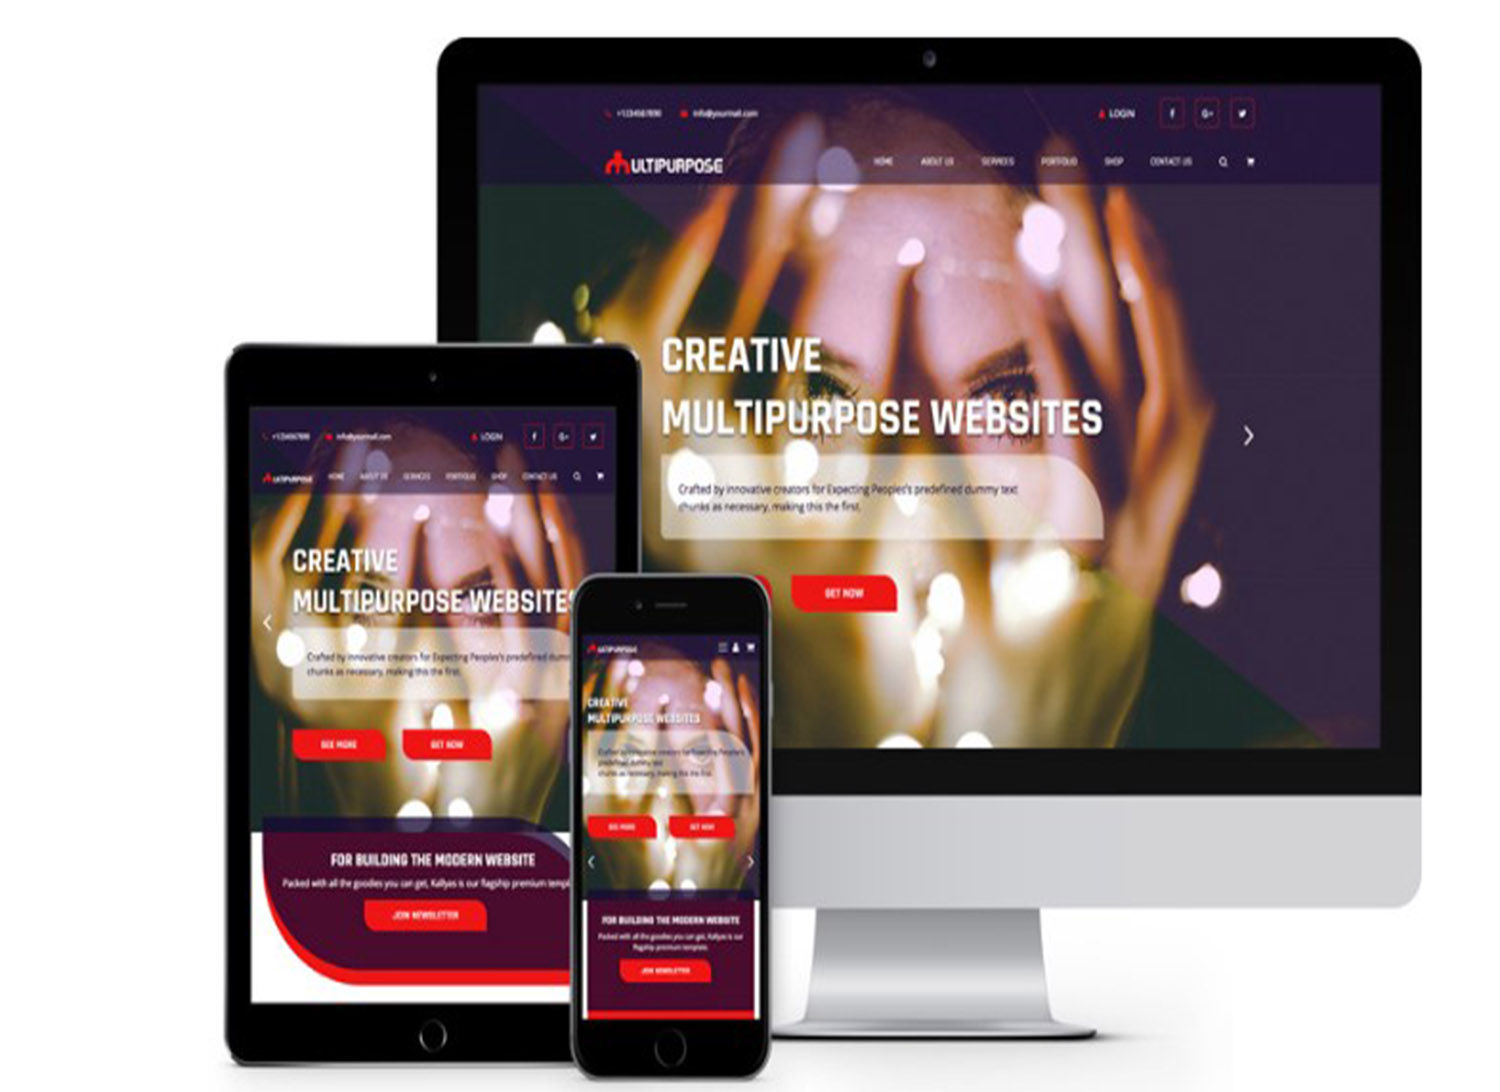 +1234567890 info@yourmail.com LOGIN
MULTIPURPOSE HOME ABOUT US SERVICES PORTFOLIO SHOP CONTACT US
CREATIVE
MULTIPURPOSE WEBSITES
Crafted by innovative creators for Expecting Peoples's predefined dummy text
chunks as necessary, making this the first.
GET NOW
+1234567890 info@yourmail.com LOGIN
MULTIPURPOSE HOME ABOUT US SERVICES PORTFOLIO SHOP CONTACT US
CREATIVE
MULTIPURPOSE WEBSITES
Crafted by innovative creators for Expecting Peoples's predefined dumm
chunks as necessary, making this the first.
SEE MORE GET NOW
FOR BUILDING THE MODERN WEBSITE
Packed with all the goodies you can get, Kallyas is our flagship premium templ
JOIN NEWSLETTER
MULTIPURPOSE
CREATIVE
MULTIPURPOSE WEBSITES
Crafted by innovative creators for Expecting Peoples's
predefined dummy text
chunks as necessary, making this the first.
SEE MORE GET NOW
FOR BUILDING THE MODERN WEBSITE
Packed with all the goodies you can get, Kallyas is our
flagship premium template.
JOIN NEWSLETTER